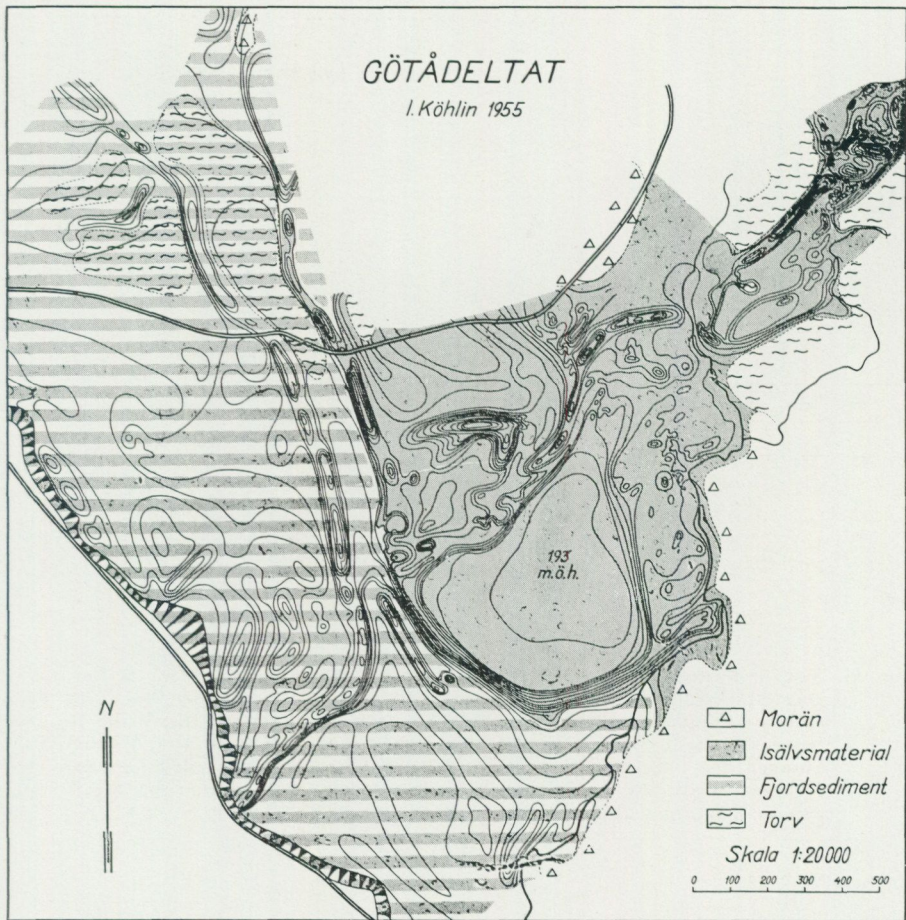 GÖTÅDELTAT
I. Köhlin 1955
193
m.ö.h.
N
Morän
Isälvsmaterial
Fjordsediment
Torv
Skala 1:20000
0 100 200 300 400 500